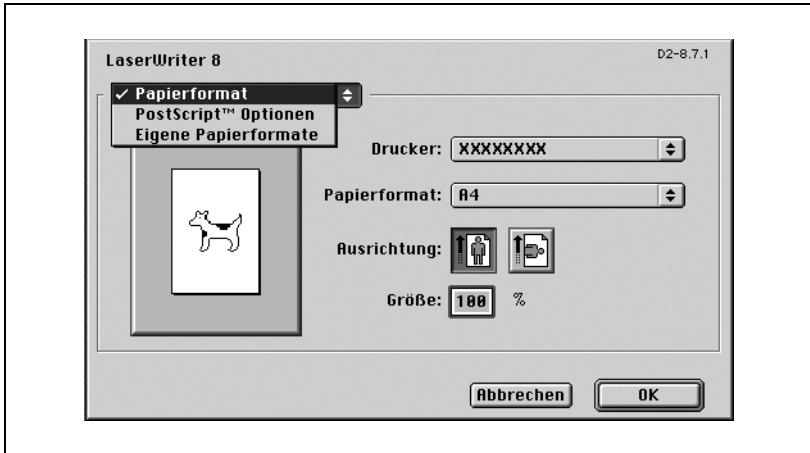 LaserWriter 8
D2-8.7.1
✓ Papierformat
PostScript™ Optionen
Eigene Papierformate
Drucker: XXXXXXXX
Papierformat: A4
Ausrichtung:
Größe: 100 %
Abbrechen
OK